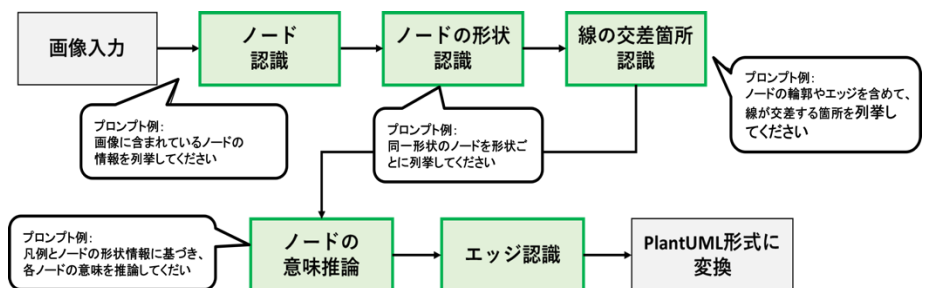 画像入力
ノード
認識
ノードの形状
認識
線の交差箇所
認識
プロンプト例:
画像に含まれているノードの
情報を列挙してください
プロンプト例:
同一形状のノードを形状ご
とに列挙してください
プロンプト例:
ノードの輪郭やエッジを含めて、
線が交差する箇所を列挙し
てください
プロンプト例:
凡例とノードの形状情報に基づき、
各ノードの意味を推論してくだい
ノードの
意味推論
エッジ認識
PlantUML形式に
変換